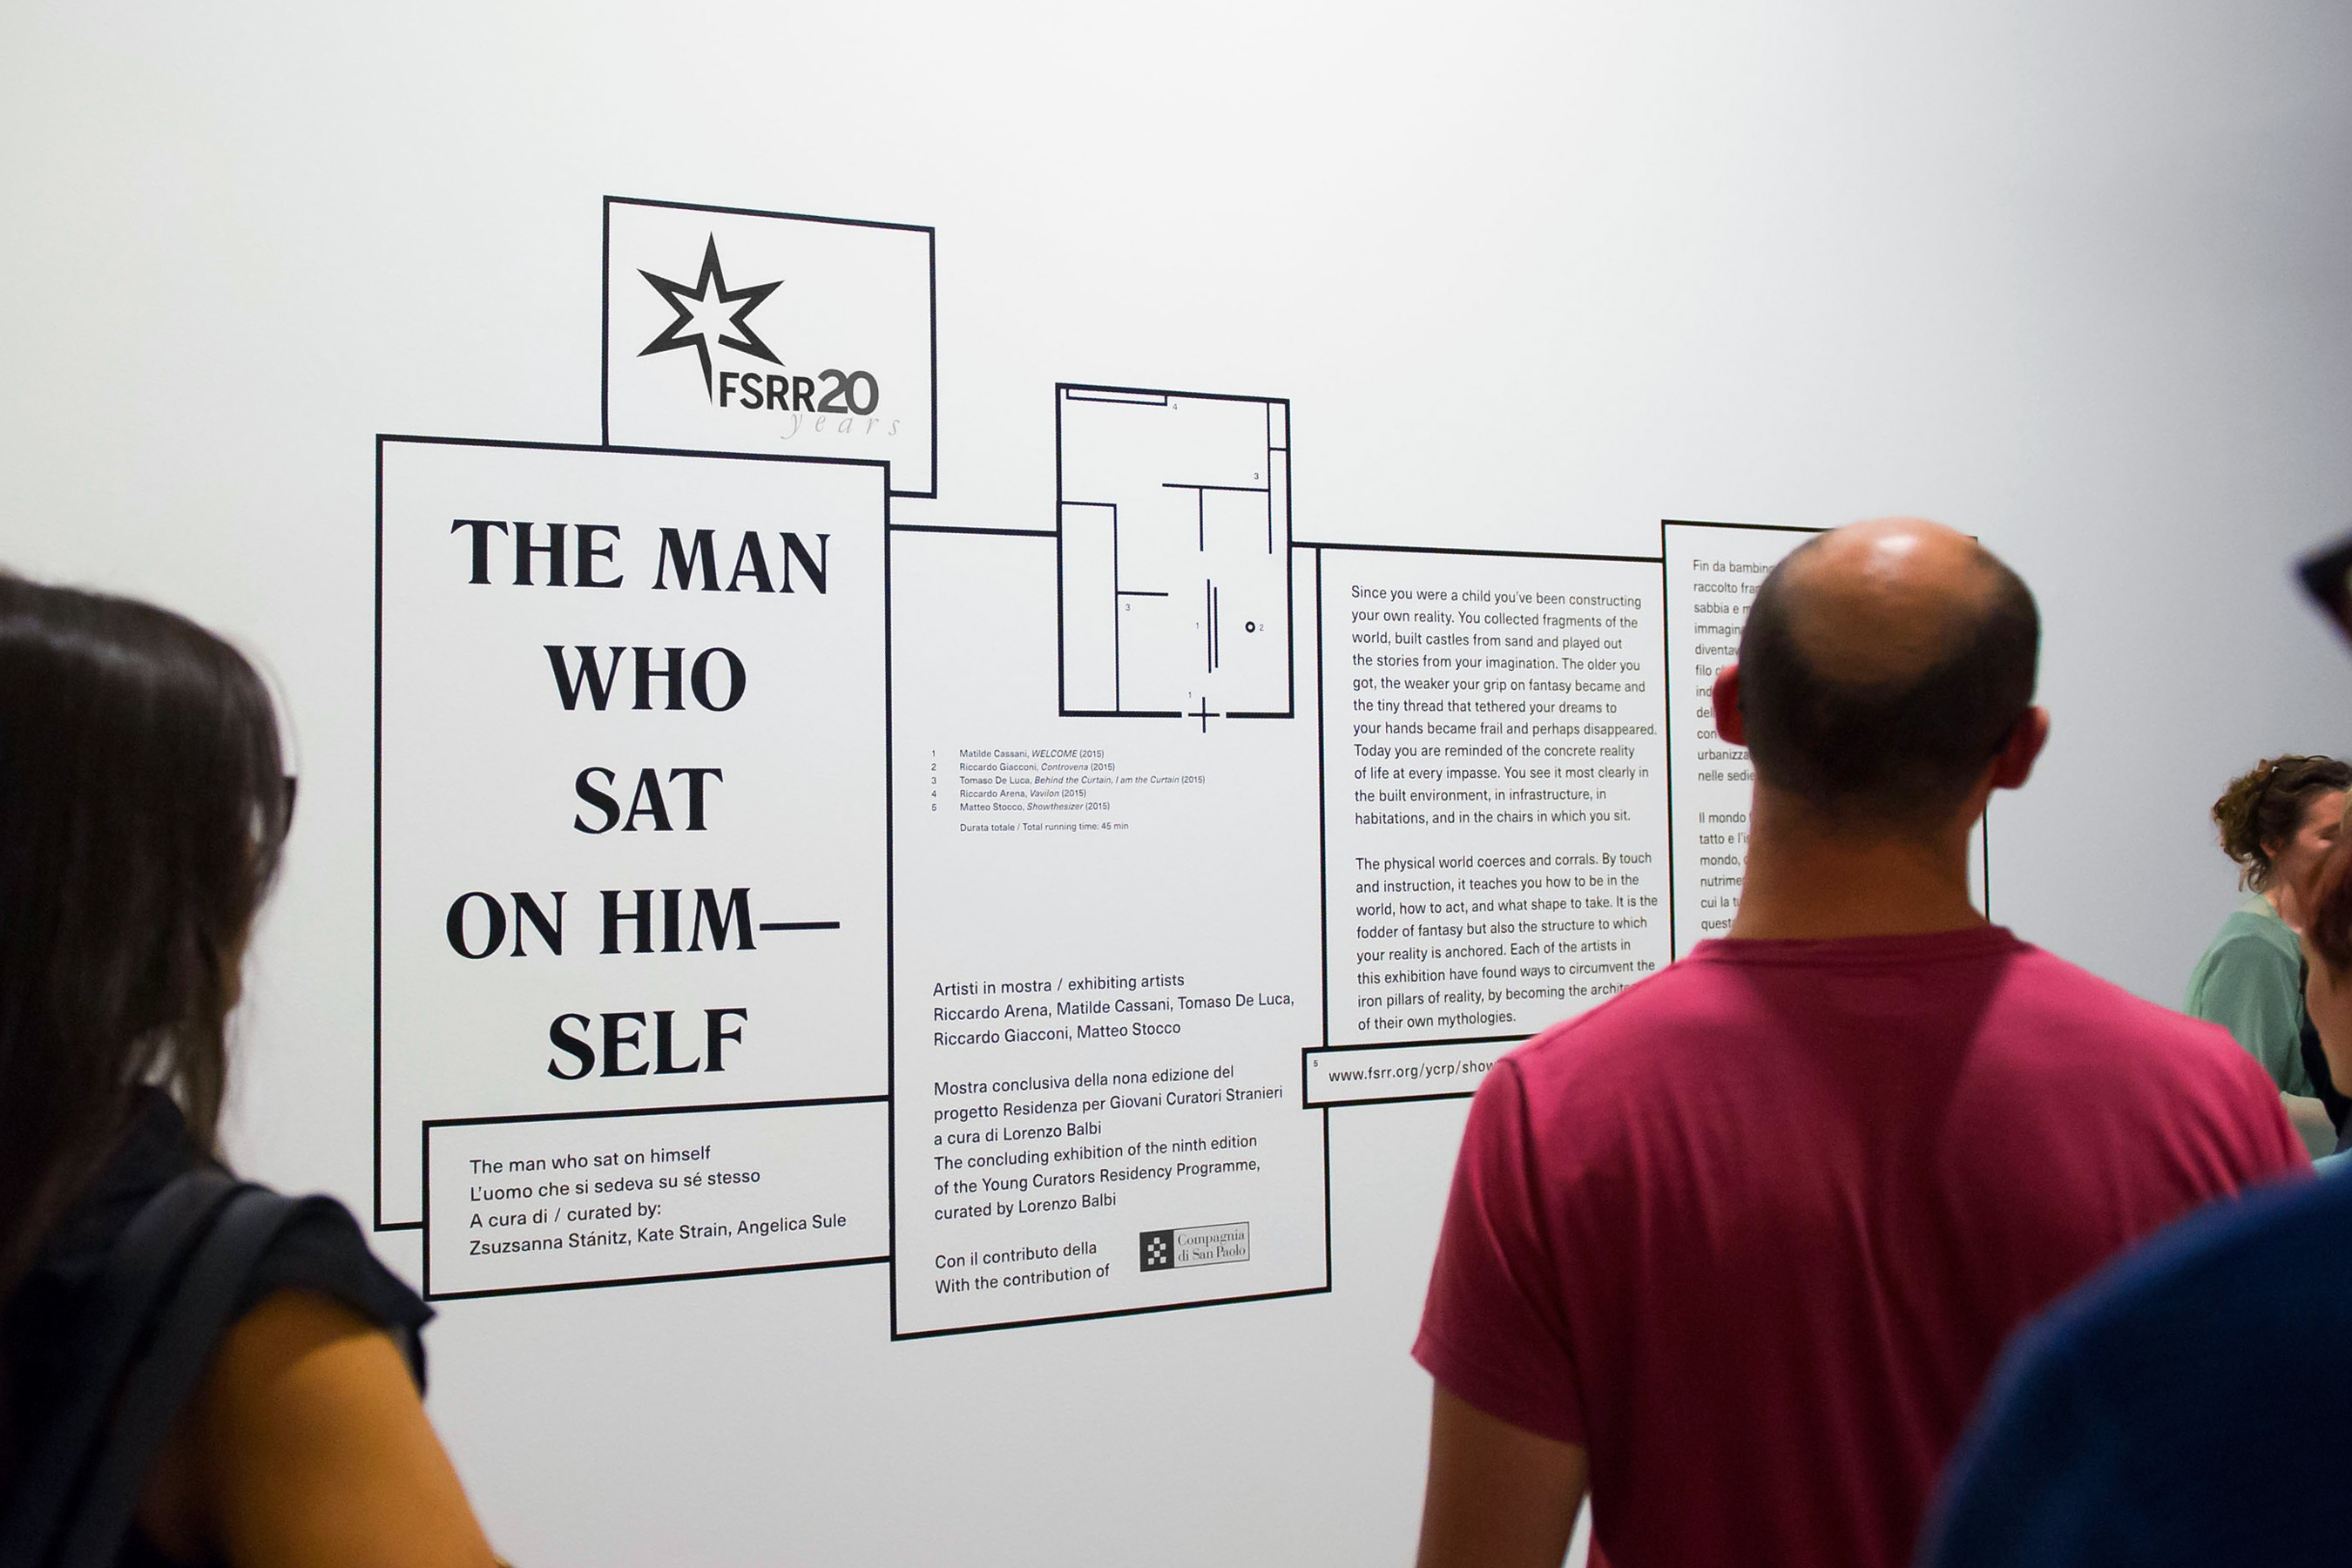 FSRR20
years
THE MAN
WHO
SAT
ON HIM—
SELF
The man who sat on himself
L'uomo che si sedeva su sé stesso
A cura di / curated by:
Zsuzsanna Stánitz, Kate Strain, Angelica Sule
4
3
3
1
2
1
1 Matilde Cassani, WELCOME (2015)
2 Riccardo Giacconi, Controvena (2015)
3 Tomaso De Luca, Behind the Curtain, I am the Curtain (2015)
4 Riccardo Arena, Vavilon (2015)
5 Matteo Stocco, Showthesizer (2015)
Durata totale / Total running time: 45 min
Artisti in mostra / exhibiting artists
Riccardo Arena, Matilde Cassani, Tomaso De Luca,
Riccardo Giacconi, Matteo Stocco
Mostra conclusiva della nona edizione del
progetto Residenza per Giovani Curatori Stranieri
a cura di Lorenzo Balbi
The concluding exhibition of the ninth edition
of the Young Curators Residency Programme,
curated by Lorenzo Balbi
Con il contributo della
With the contribution of
Compagnia
di San Paolo
Since you were a child you've been constructing
your own reality. You collected fragments of the
world, built castles from sand and played out
the stories from your imagination. The older you
got, the weaker your grip on fantasy became and
the tiny thread that tethered your dreams to
your hands became frail and perhaps disappeared.
Today you are reminded of the concrete reality
of life at every impasse. You see it most clearly in
the built environment, in infrastructure, in
habitations, and in the chairs in which you sit.
The physical world coerces and corrals. By touch
and instruction, it teaches you how to be in the
world, how to act, and what shape to take. It is the
fodder of fantasy but also the structure to which
your reality is anchored. Each of the artists in
this exhibition have found ways to circumvent the
iron pillars of reality, by becoming the
of their own mythologies.
5 www.fsrr.org/ycrp/show
Fin da
raccolto
sabbia e
filo
nelle
Il mondo
tatto e
mondo,
cui la